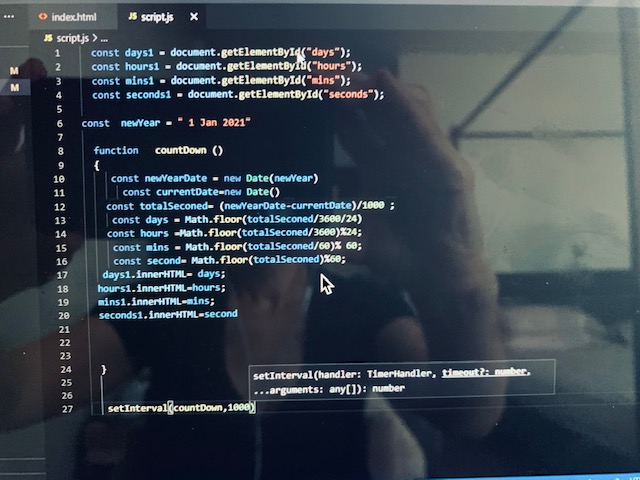 ... index.html JS script.js X
JS script.js > ...
M
M
1 const days1 = document.getElementById("days");
2 const hours1 = document.getElementById("hours");
3 const mins1 = document.getElementById("mins");
4 const seconds1 = document.getElementById("seconds");
5
6 const newYear = " 1 Jan 2021"
7
8 function countDown ()
9 {
10 const newYearDate = new Date(newYear)
11 const currentDate=new Date()
12 const totalSeconed= (newYearDate-currentDate)/1000 ;
13 const days = Math.floor(totalSeconed/3600/24)
14 const hours =Math.floor(totalSeconed/3600)%24;
15 const mins = Math.floor(totalSeconed/60)% 60;
16 const second= Math.floor(totalSeconed)%60;
17 days1.innerHTML= days;
18 hours1.innerHTML=hours;
19 mins1.innerHTML=mins;
20 seconds1.innerHTML=second
21
22
23
24 }
setInterval(handler: TimerHandler, timeout?: number,
25
...arguments: any[]): number
26
27 setInterval(countDown,1000)